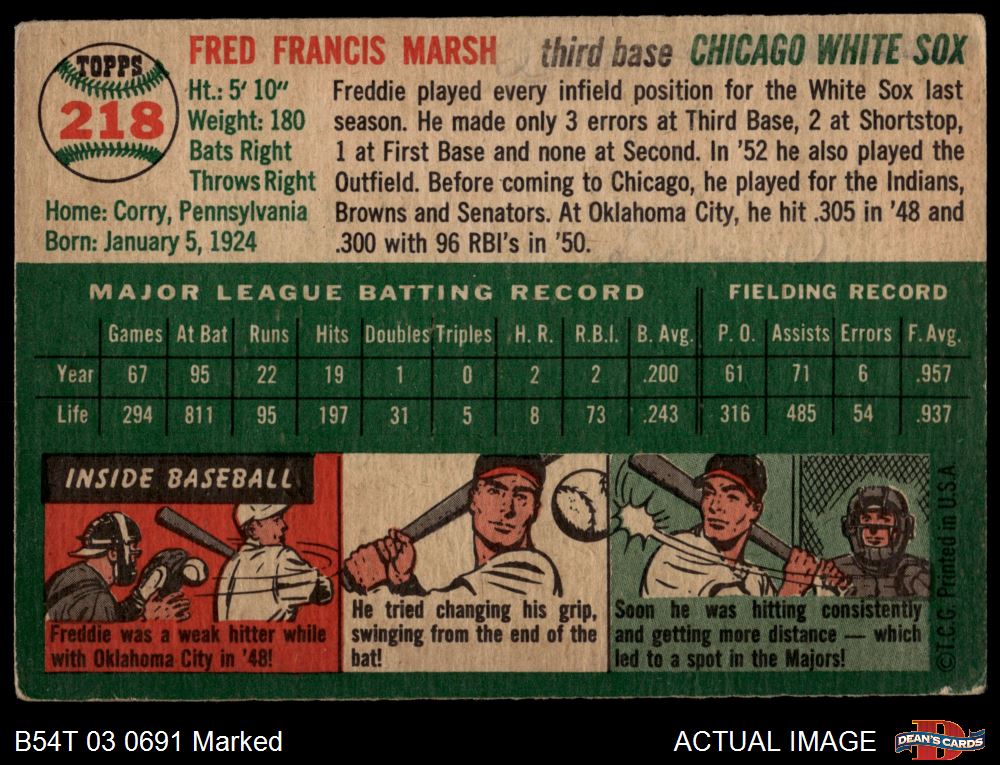 TOPPS
218
FRED FRANCIS MARSH third base CHICAGO WHITE SOX
Ht.: 5' 10"
Weight: 180
Bats Right
Throws Right
Home: Corry, Pennsylvania
Born: January 5, 1924
Freddie played every infield position for the White Sox last
season. He made only 3 errors at Third Base, 2 at Shortstop,
1 at First Base and none at Second. In '52 he also played the
Outfield. Before coming to Chicago, he played for the Indians,
Browns and Senators. At Oklahoma City, he hit .305 in '48 and
.300 with 96 RBI's in '50.
MAJOR LEAGUE BATTING RECORD FIELDING RECORD
Games At Bat Runs Hits Doubles Triples H. R. R.B.I. B. Avg. P. O. Assists Errors F. Avg.
Year 67 95 22 19 1 0 2 2 .200 61 71 6 .957
Life 294 811 95 197 31 5 8 73 .243 316 485 54 .937
INSIDE BASEBALL
Freddie was a weak hitter while
with Oklahoma City in '48!
He tried changing his grip,
swinging from the end of the
bat!
Soon he was hitting consistently
and getting more distance — which
led to a spot in the Majors!
©T.C.G. Printed in U.S.A.
B54T 03 0691 Marked
ACTUAL IMAGE
DEAN'S CARDS